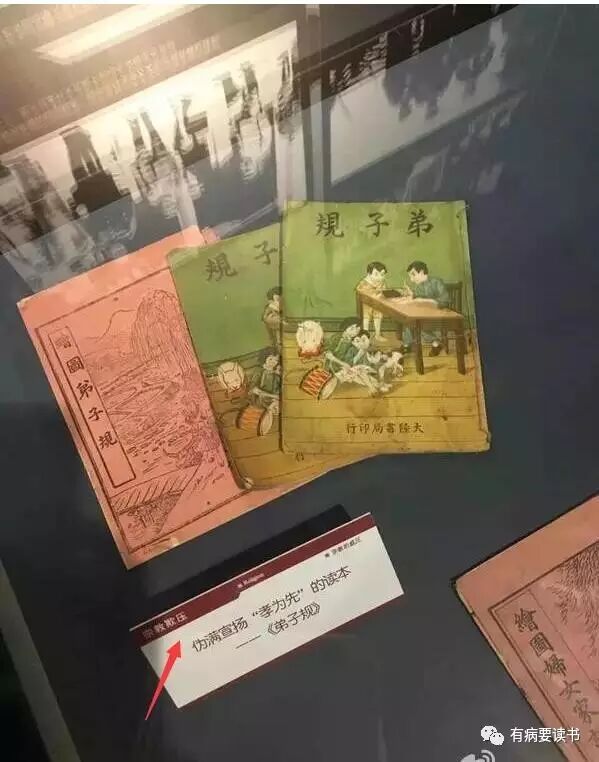 弟子規
子規
大陸書局印行
繪圖弟子規
宗教欺压
Religion
伪满宣扬“孝为先”的读本
——《弟子规》
繪圖婦女家
有病要读书